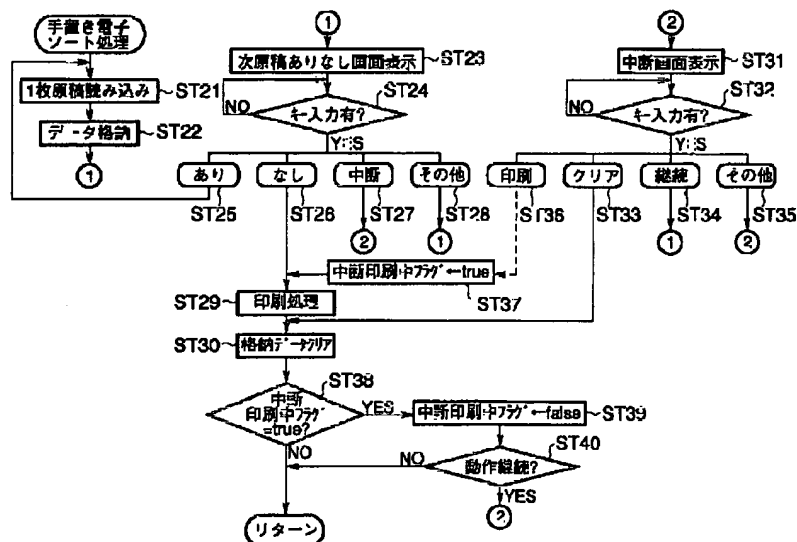 手置き電子
ソート処理
1枚原稿読み込み
ST21
データ格納
ST22
①
①
次原稿ありなし画面表示
ST23
ST24
NO
キー入力有?
YES
あり
なし
中断
その他
ST25
ST26
ST27
ST28
②
①
②
中断画面表示
ST31
ST32
NO
キー入力有?
YES
印刷
クリア
継続
その他
ST36
ST33
ST34
ST35
①
②
中断印刷中フラグ←true
ST37
ST29
印刷処理
ST30
格納データクリア
ST38
中断
印刷中フラグ
=true?
YES
NO
中断印刷中フラグ←false
ST39
ST40
NO
動作継続?
YES
②
リターン